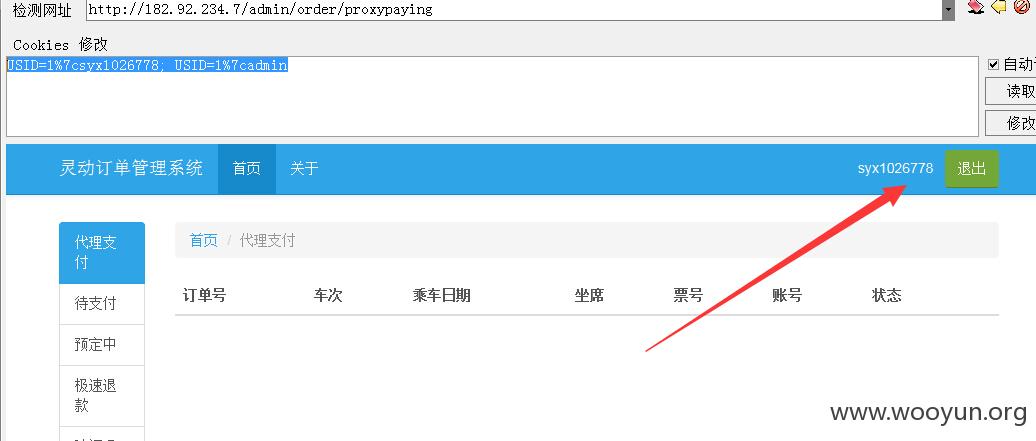 检测网址 http://182.92.234.7/admin/order/proxypaying
Cookies 修改
USID=1%7csyx1026778; USID=1%7cadmin
自动
读取
修改
灵动订单管理系统 首页 关于 syx1026778 退出
代理支
付
首页 / 代理支付
订单号 车次 乘车日期 坐席 票号 账号 状态
待支付
预定中
极速退
款
www.wooyun.org